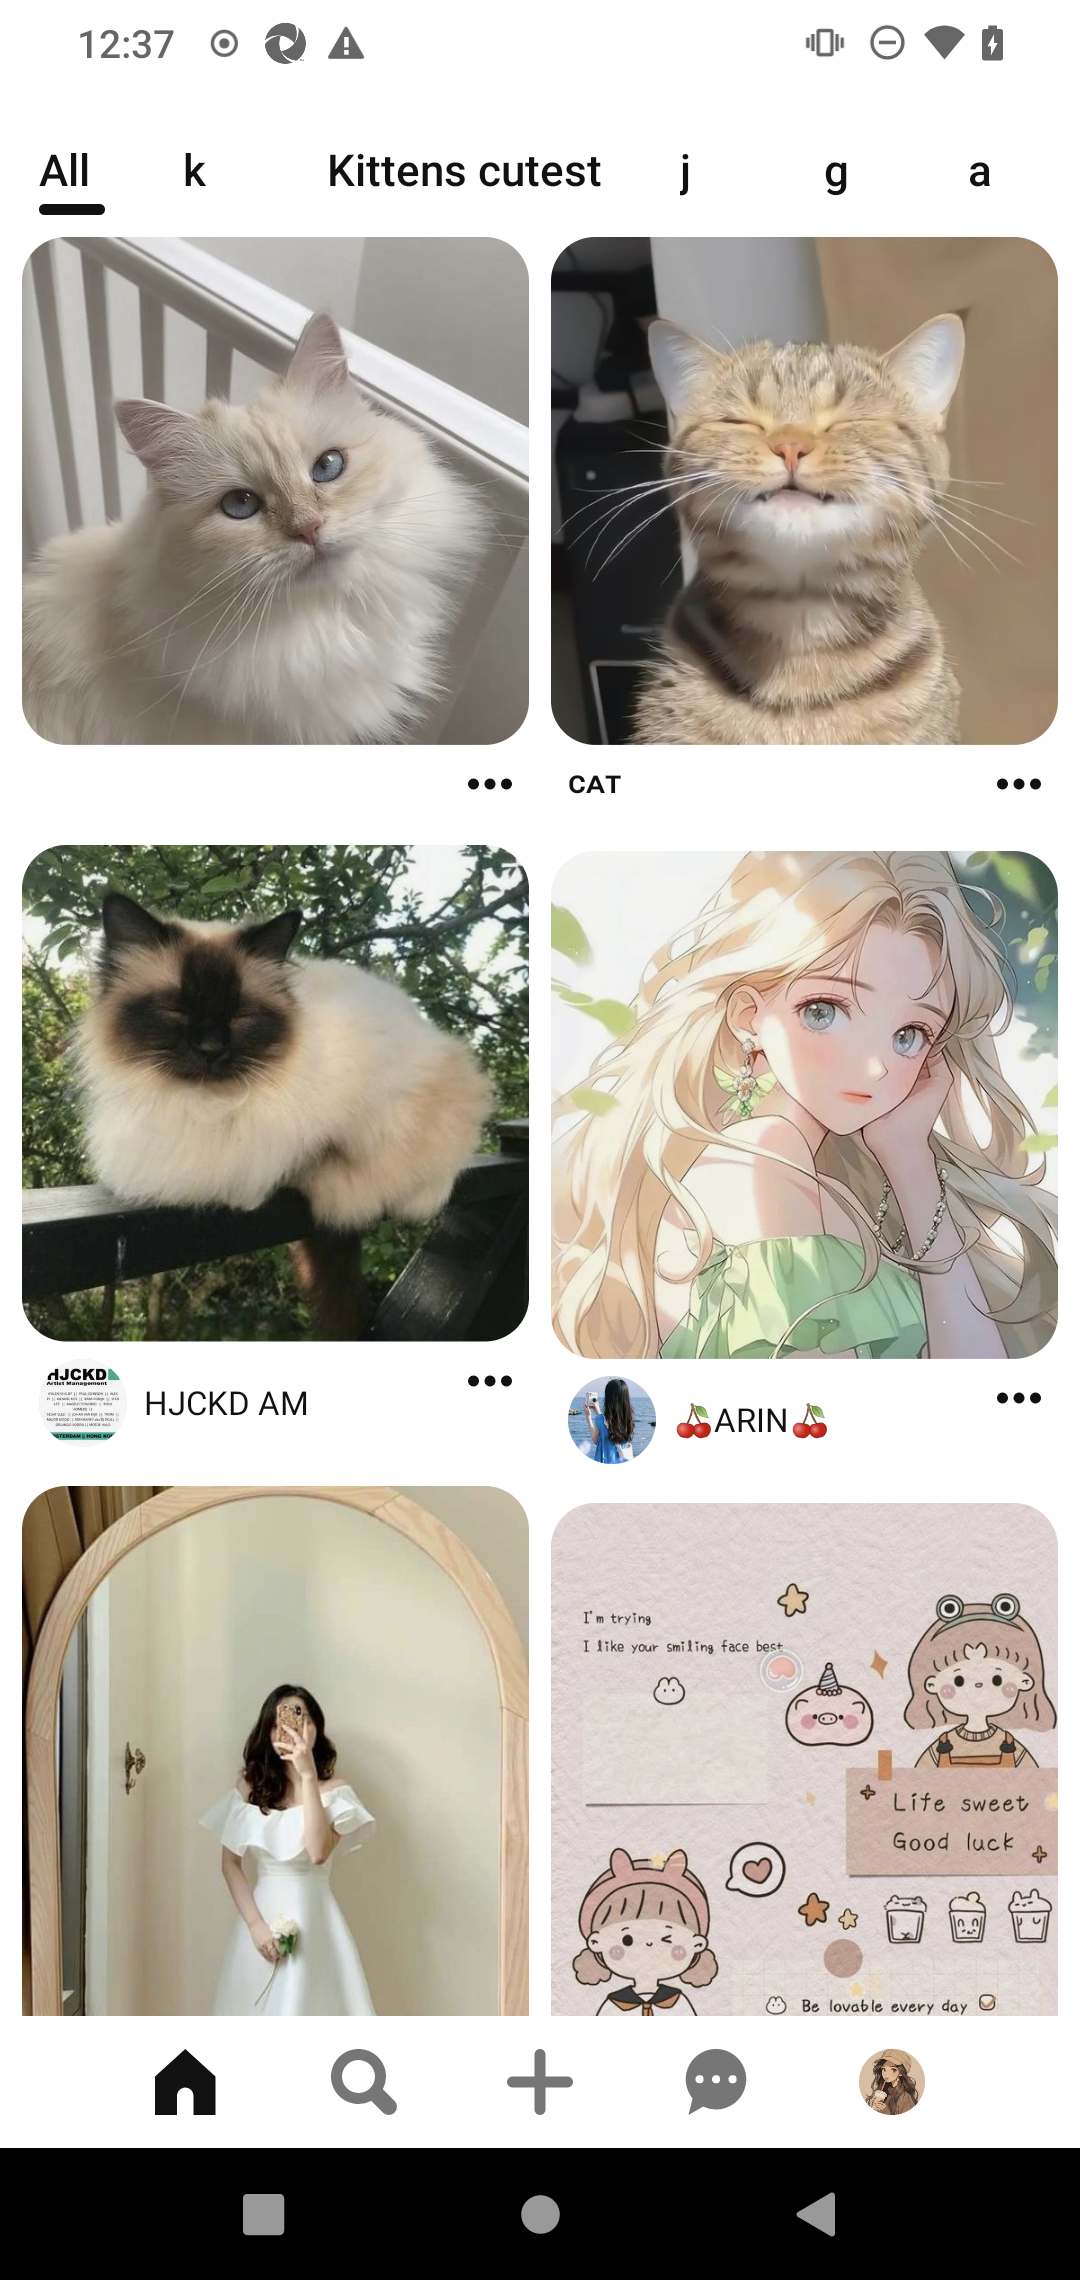 12:37
All
k
Kittens cutest
j
g
a
CAT
HJCKD
Artist Management
HJCKD AM
🍒ARIN🍒
I'm trying
I like your smiling face best
Life sweet
Good luck
Be lovable every day